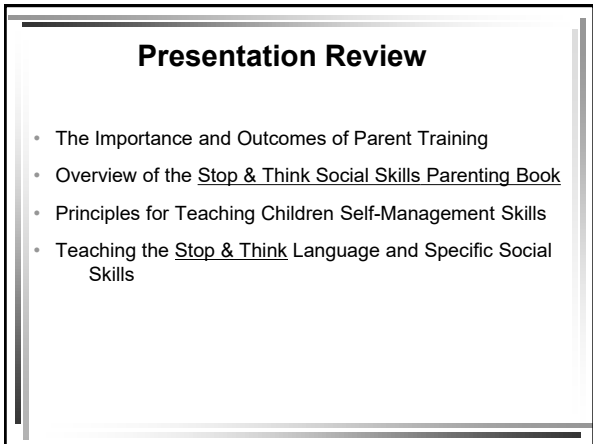 Presentation Review
• The Importance and Outcomes of Parent Training
• Overview of the Stop & Think Social Skills Parenting Book
• Principles for Teaching Children Self-Management Skills
• Teaching the Stop & Think Language and Specific Social
Skills